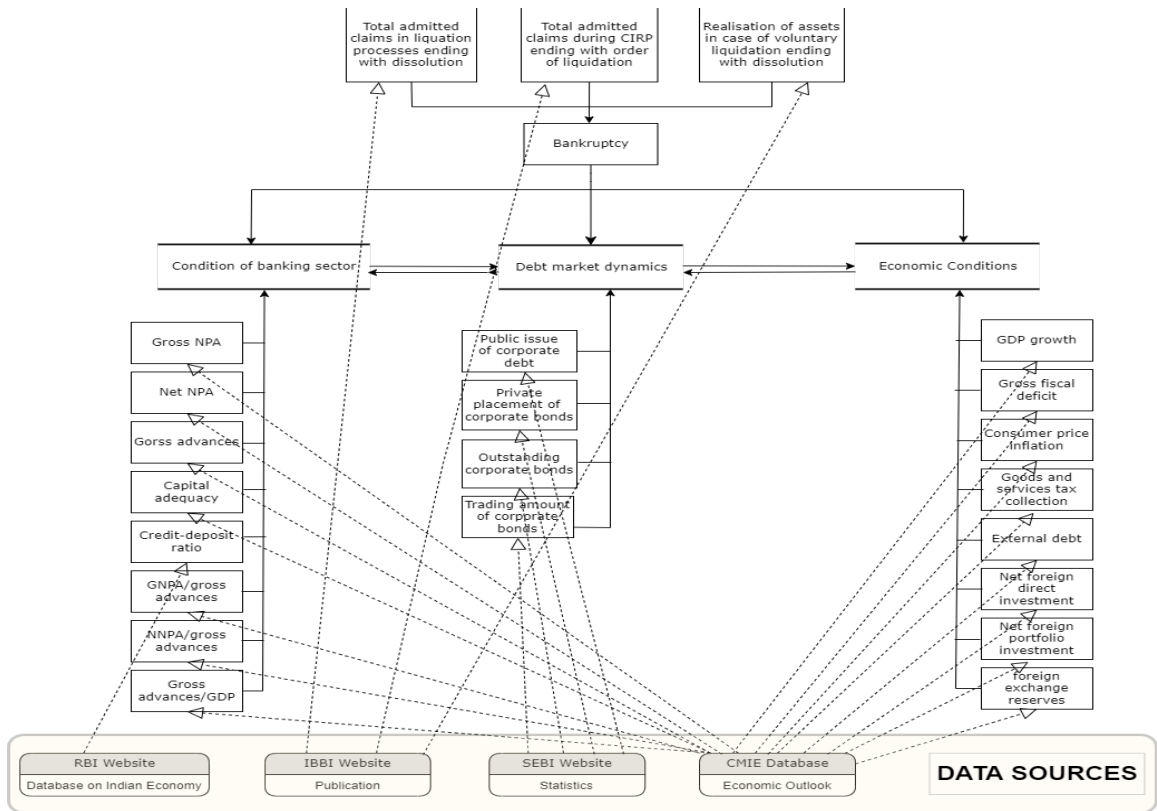 Total admitted
claims in liquation
processes ending
with dissolution
Total admitted
claims during CIRP
ending with order
of liquidation
Realisation of assets
in case of voluntary
liquidation ending
with dissolution
Bankruptcy
Condition of banking sector
Debt market dynamics
Economic Conditions
Gross NPA
Net NPA
Gorss advances
Capital
adequacy
Credit-deposit
ratio
GNPA/gross
advances
NNPA/gross
advances
Gross
advances/GDP
Public issue
of corporate
debt
Private
placement of
corporate bonds
Outstanding
corporate bonds
Trading amount
of corporate
bonds
GDP growth
Gross fiscal
deficit
Consumer price
inflation
Goods and
services tax
collection
External debt
Net foreign
direct
investment
Net foreign
portfolio
investment
foreign
exchange
reserves
RBI Website
Database on Indian Economy
IBBI Website
Publication
SEBI Website
Statistics
CMIE Database
Economic Outlook
DATA SOURCES